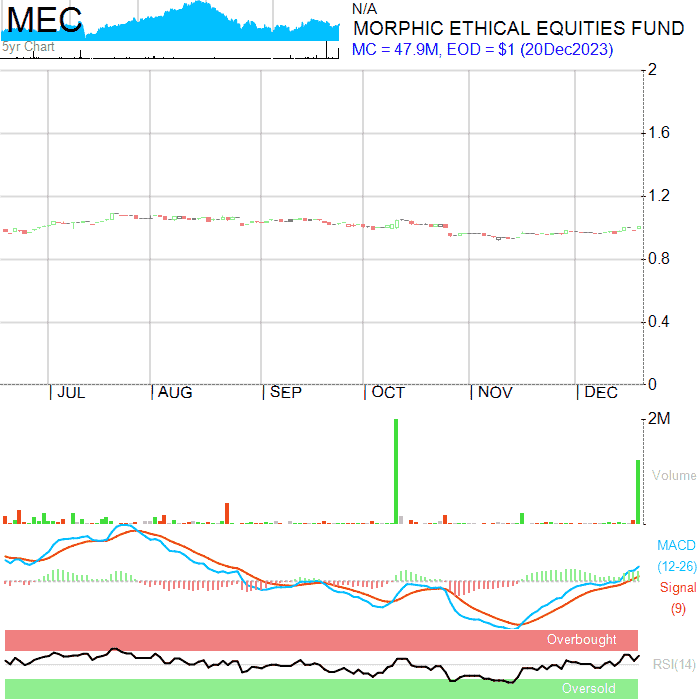 MEC
5yr Chart
N/A
MORPHIC ETHICAL EQUITIES FUND
MC = 47.9M, EOD = $1 (20Dec2023)
2
1.6
1.2
0.8
0.4
0
JUL
AUG
SEP
OCT
NOV
DEC
2M
Volume
MACD
(12-26)
Signal
(9)
Overbought
RSI(14)
Oversold